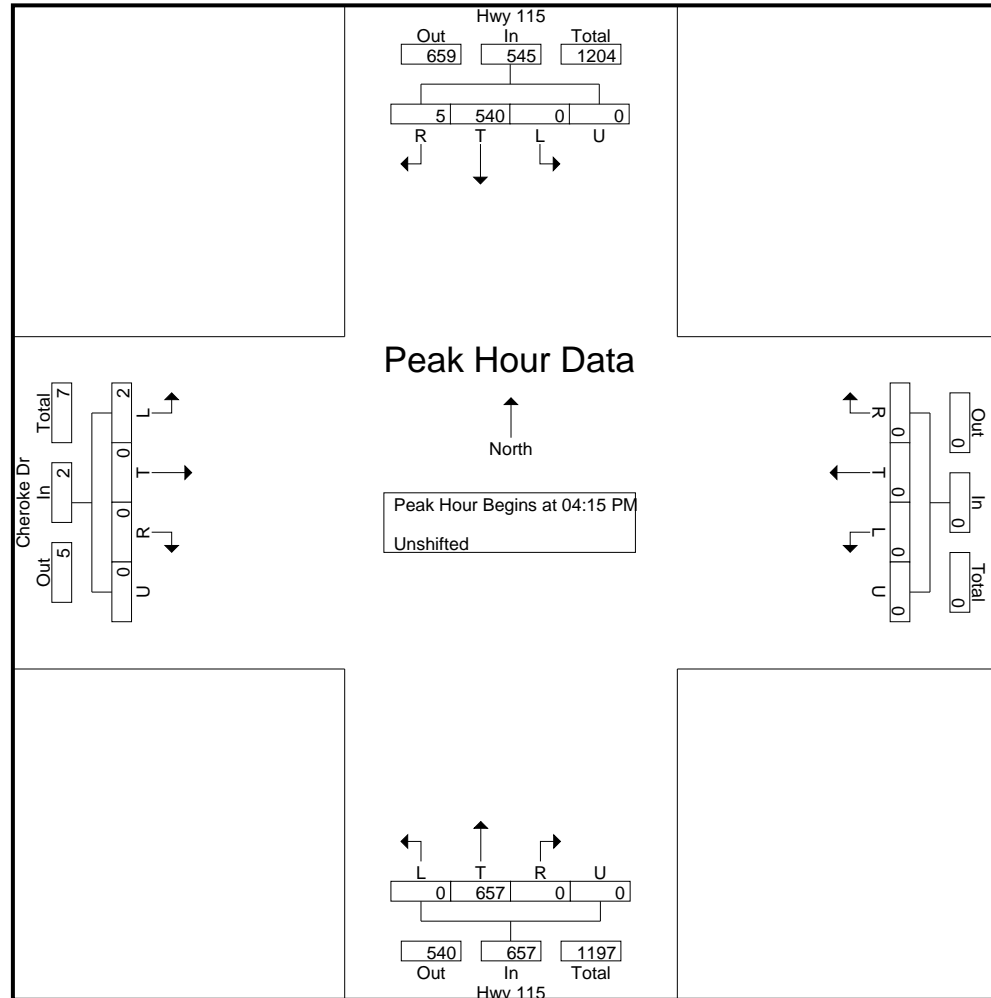 Hwy 115
Out In Total
659 545 1204
5 540 0 0
R T L U
Peak Hour Data
North
Peak Hour Begins at 04:15 PM
Unshifted
Cheroke Dr
Total In Out
7 2 5
2 0 0 0
L T R U
R T L U
0 0 0 0
Out In Total
0 0 0
L T R U
0 657 0 0
540 657 1197
Out In Total
Hwy 115